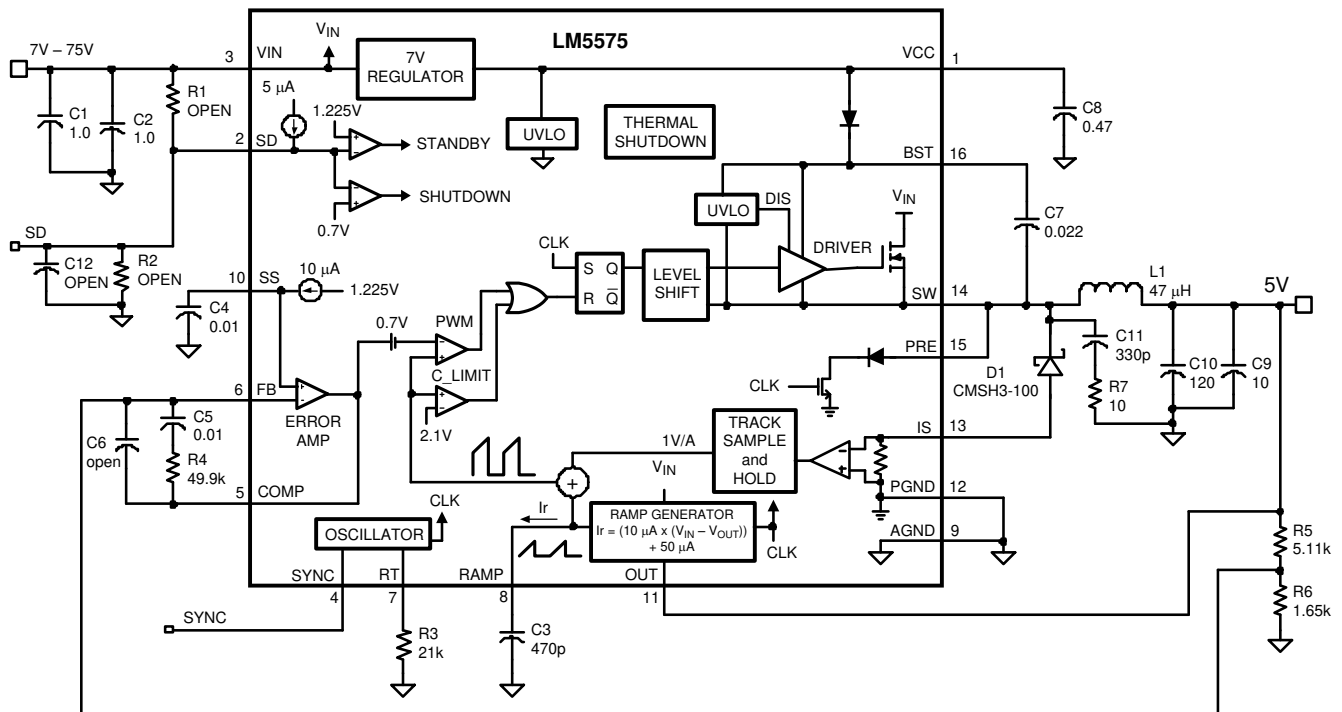 LM5575
7V – 75V
3
VIN
V_IN
7V
REGULATOR
VCC
1
C1
1.0
C2
1.0
R1
OPEN
5 µA
1.225V
2
SD
STANDBY
SHUTDOWN
0.7V
UVLO
THERMAL
SHUTDOWN
C8
0.47
BST
16
UVLO
DIS
V_IN
DRIVER
C7
0.022
SD
C12
OPEN
R2
OPEN
CLK
S Q
R Q̅
LEVEL
SHIFT
SW
14
L1
47 µH
5V
10
SS
10 µA
1.225V
C4
0.01
0.7V
PWM
C_LIMIT
2.1V
PRE
15
CLK
D1
CMSH3-100
C11
330p
R7
10
C10
120
C9
10
6
FB
ERROR
AMP
C5
0.01
C6
open
R4
49.9k
5
COMP
IS
13
1V/A
TRACK
SAMPLE
and
HOLD
V_IN
+
PGND
12
AGND
9
Ir
RAMP GENERATOR
Ir = (10 µA x (V_IN – V_OUT))
+ 50 µA
CLK
CLK
OSCILLATOR
SYNC
4
RT
7
RAMP
8
OUT
11
R5
5.11k
R6
1.65k
SYNC
R3
21k
C3
470p